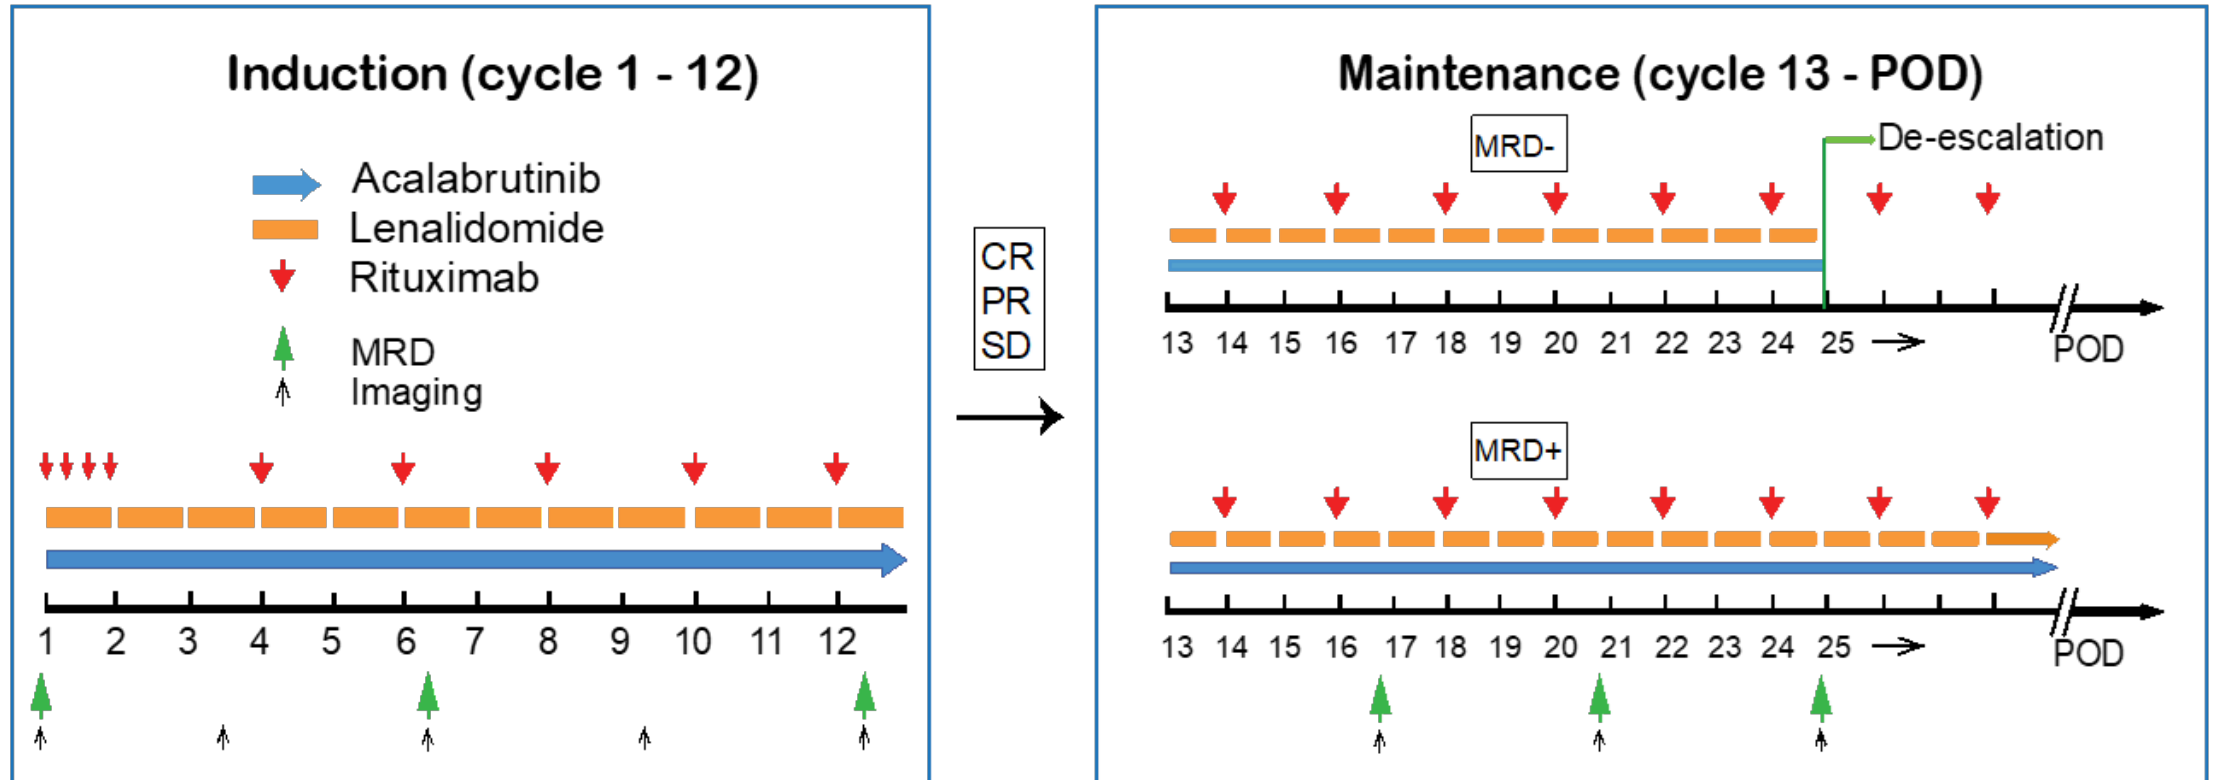 Induction (cycle 1 - 12)
Acalabrutinib
Lenalidomide
Rituximab
MRD
Imaging
1 2 3 4 5 6 7 8 9 10 11 12
CR
PR
SD
Maintenance (cycle 13 - POD)
MRD-
De-escalation
13 14 15 16 17 18 19 20 21 22 23 24 25
POD
MRD+
13 14 15 16 17 18 19 20 21 22 23 24 25
POD